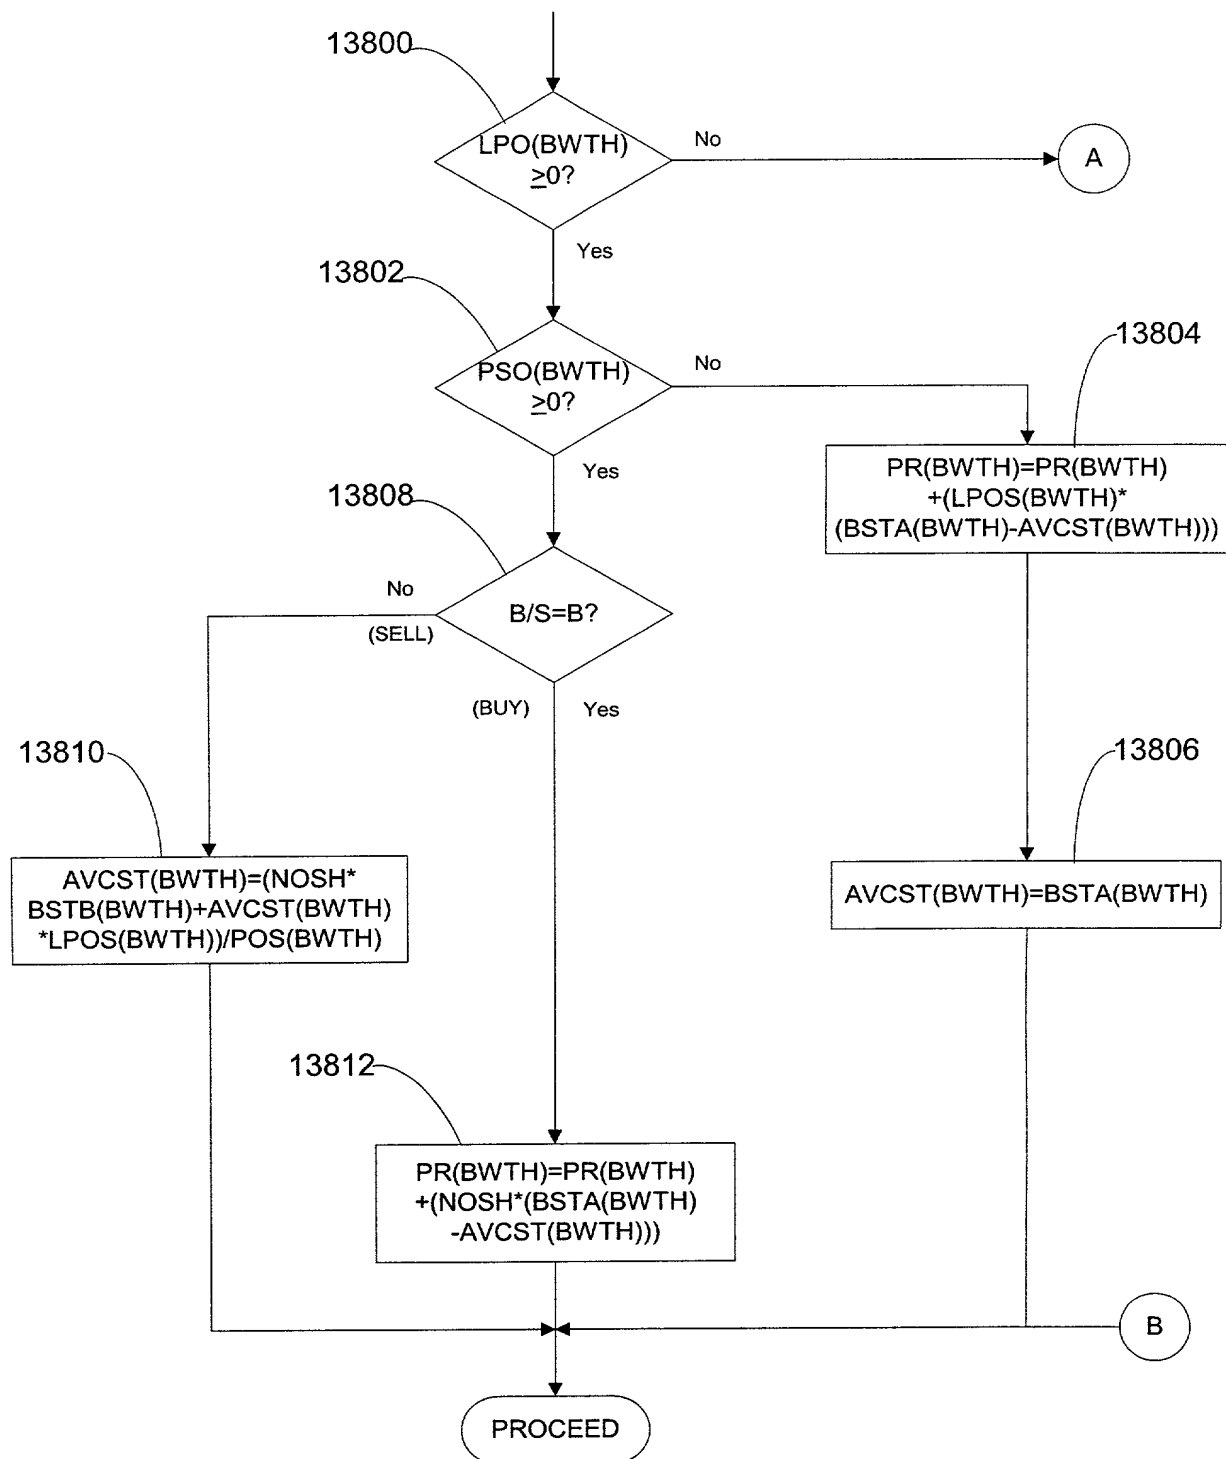 13800
LPO(BWTH)
≥0?
No
A
Yes
13802
PSO(BWTH)
≥0?
No
13804
PR(BWTH)=PR(BWTH)
+(LPOS(BWTH)*
(BSTA(BWTH)-AVCST(BWTH)))
Yes
13808
B/S=B?
No
(SELL)
(BUY)
Yes
13810
AVCST(BWTH)=(NOSH*
BSTB(BWTH)+AVCST(BWTH)
*LPOS(BWTH))/POS(BWTH)
13806
AVCST(BWTH)=BSTA(BWTH)
13812
PR(BWTH)=PR(BWTH)
+(NOSH*(BSTA(BWTH)
-AVCST(BWTH)))
B
PROCEED